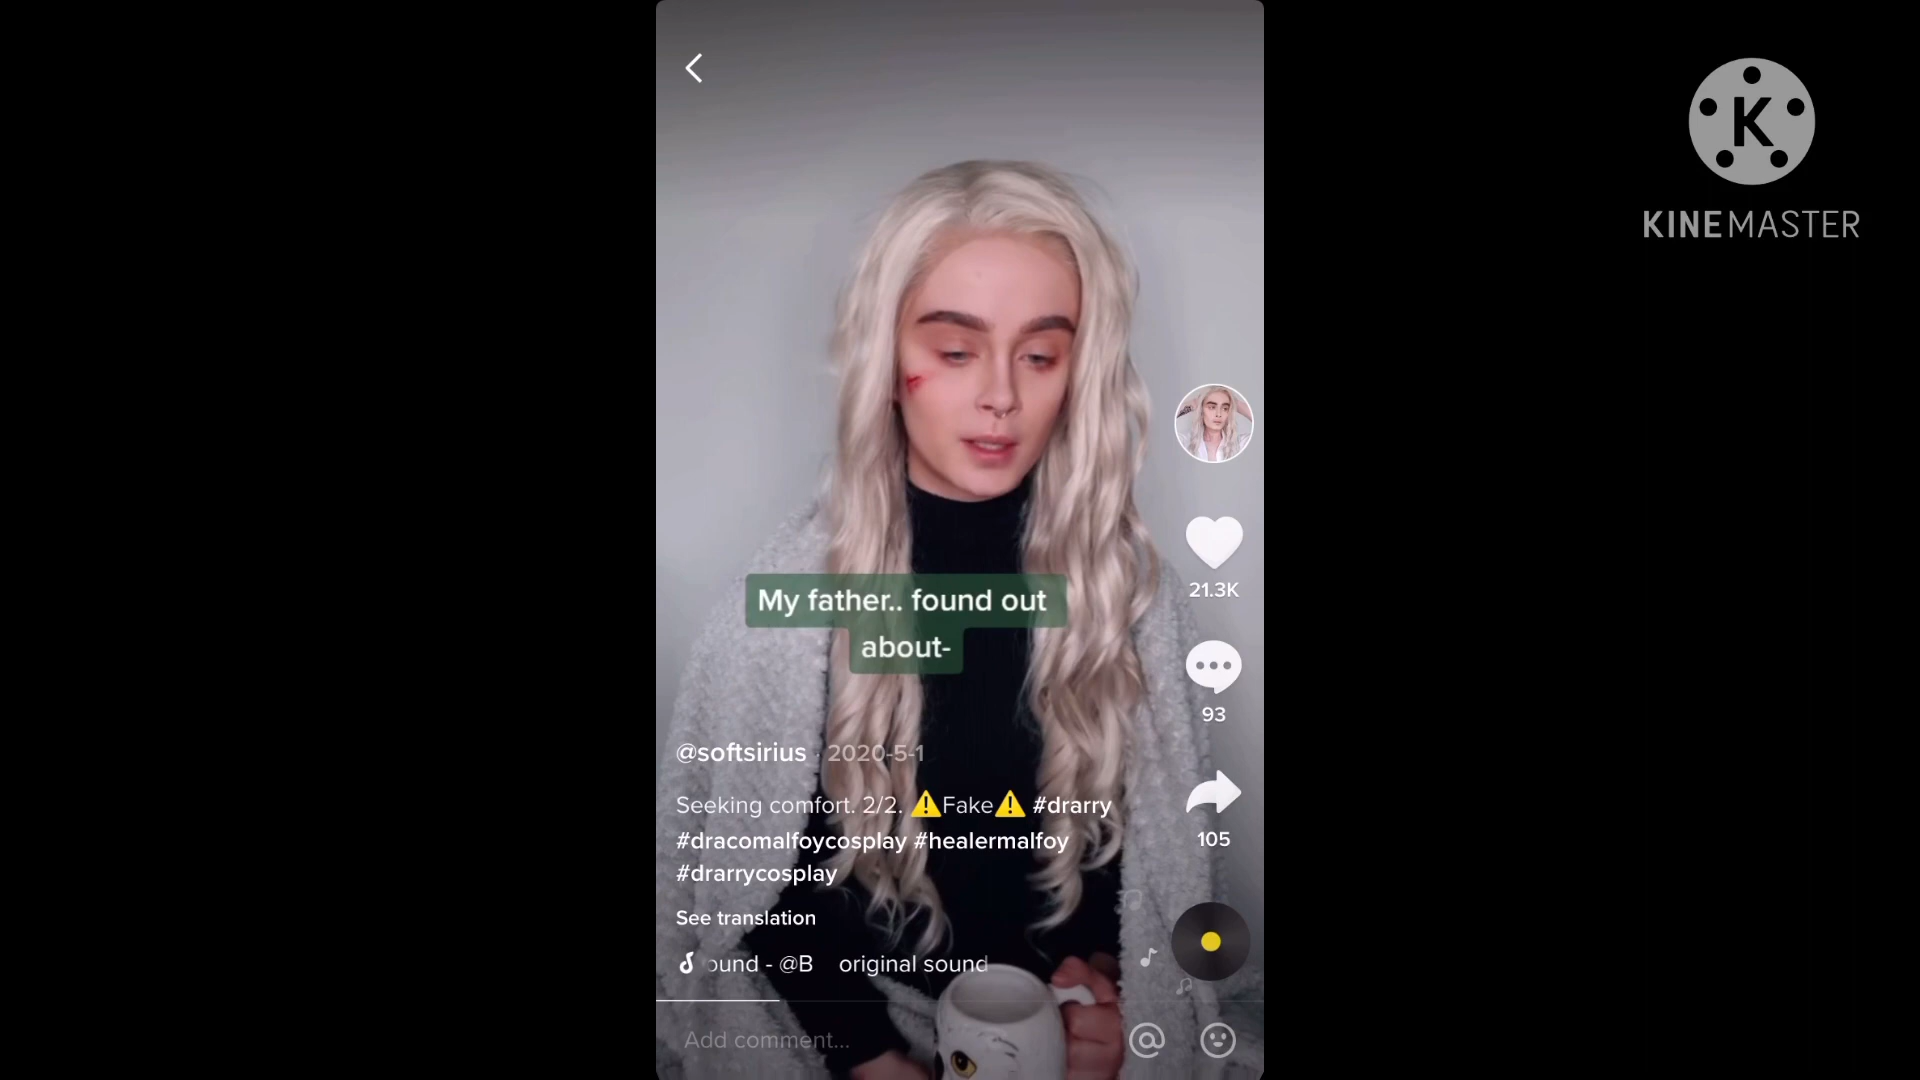 KINEMASTER
My father.. found out
about-
21.3K
93
@softsirius · 2020-5-1
Seeking comfort. 2/2. ⚠️Fake⚠️ #drarry
#dracomalfoycosplay #healermalfoy
#drarrycosplay
105
See translation
ound - @B original sound
Add comment...